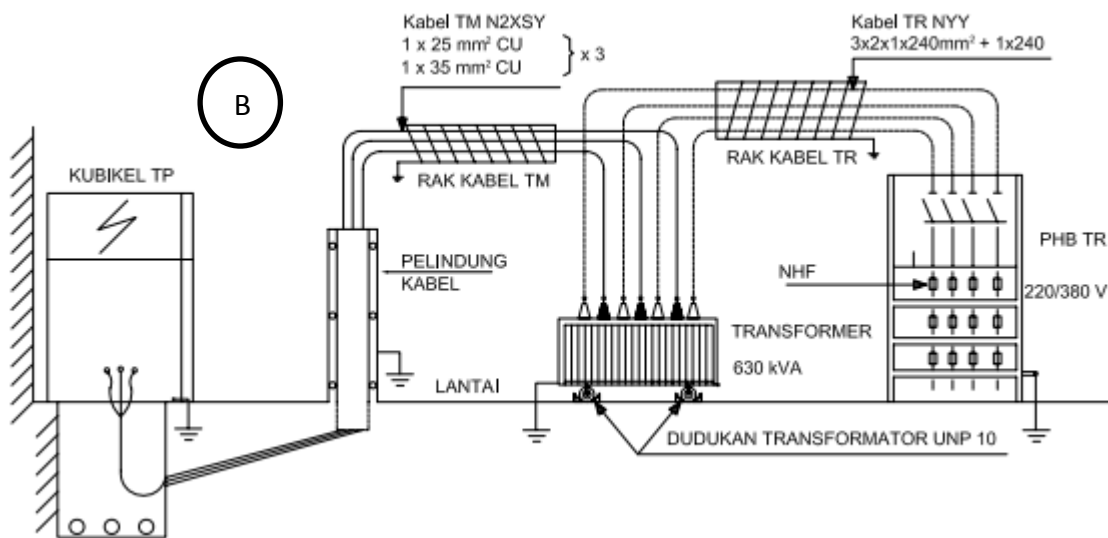 Kabel TM N2XSY
1 x 25 mm² CU
1 x 35 mm² CU
x 3
Kabel TR NYY
3x2x1x240mm² + 1x240
B
KUBIKEL TP
RAK KABEL TM
RAK KABEL TR
PELINDUNG
KABEL
NHF
PHB TR
220/380 V
TRANSFORMER
630 kVA
LANTAI
DUDUKAN TRANSFORMATOR UNP 10